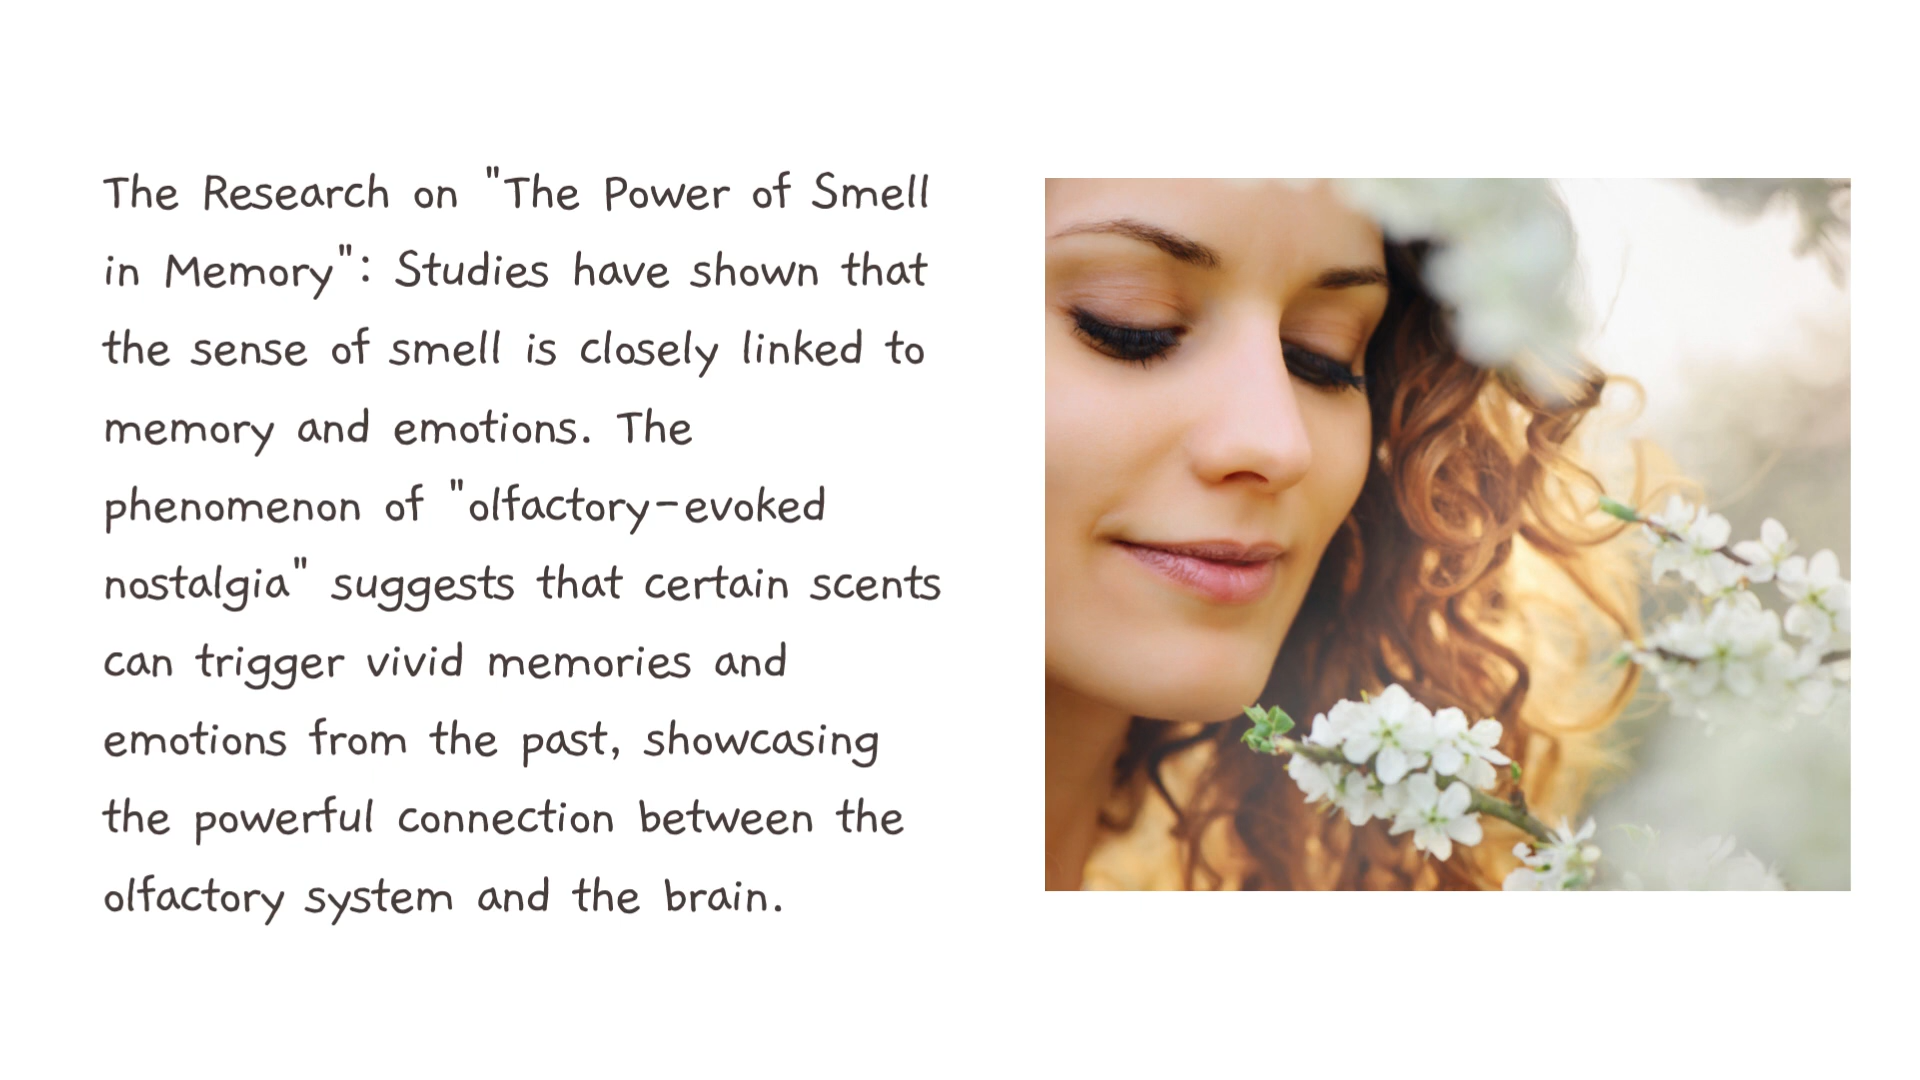 The Research on "The Power of Smell
in Memory": Studies have shown that
the sense of smell is closely linked to
memory and emotions. The
phenomenon of "olfactory-evoked
nostalgia" suggests that certain scents
can trigger vivid memories and
emotions from the past, showcasing
the powerful connection between the
olfactory system and the brain.